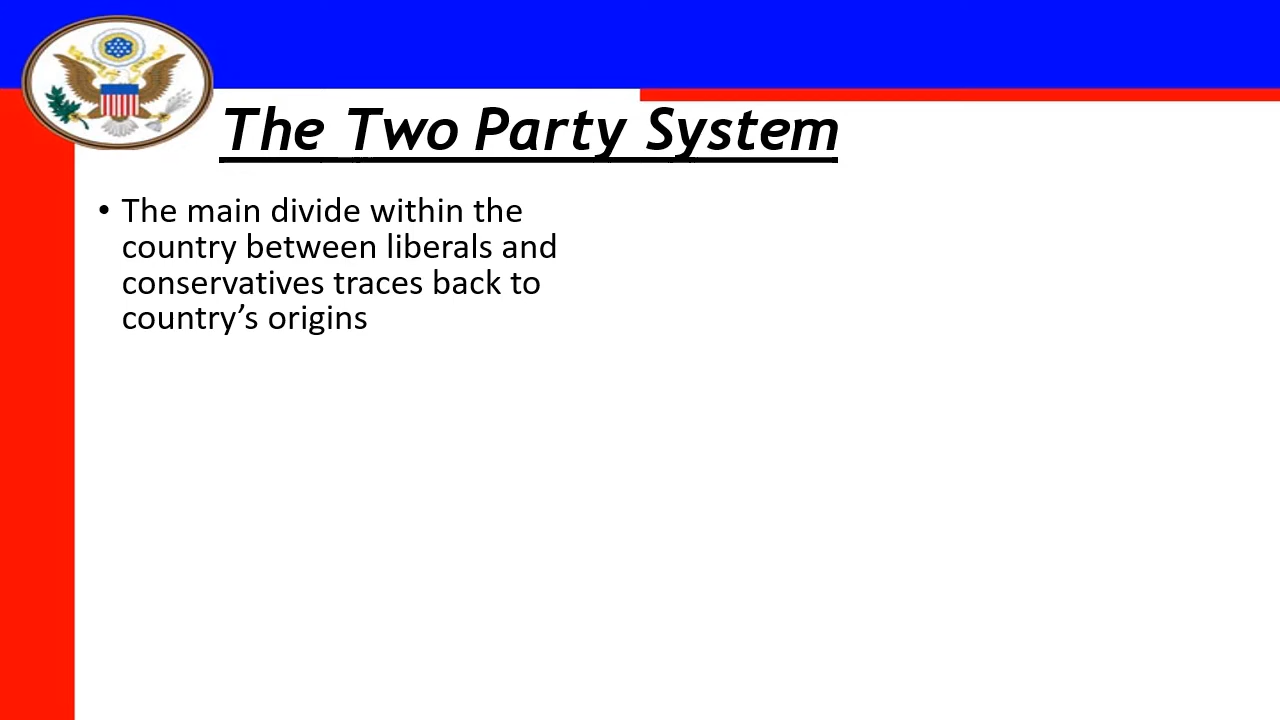 The Two Party System
• The main divide within the
country between liberals and
conservatives traces back to
country’s origins